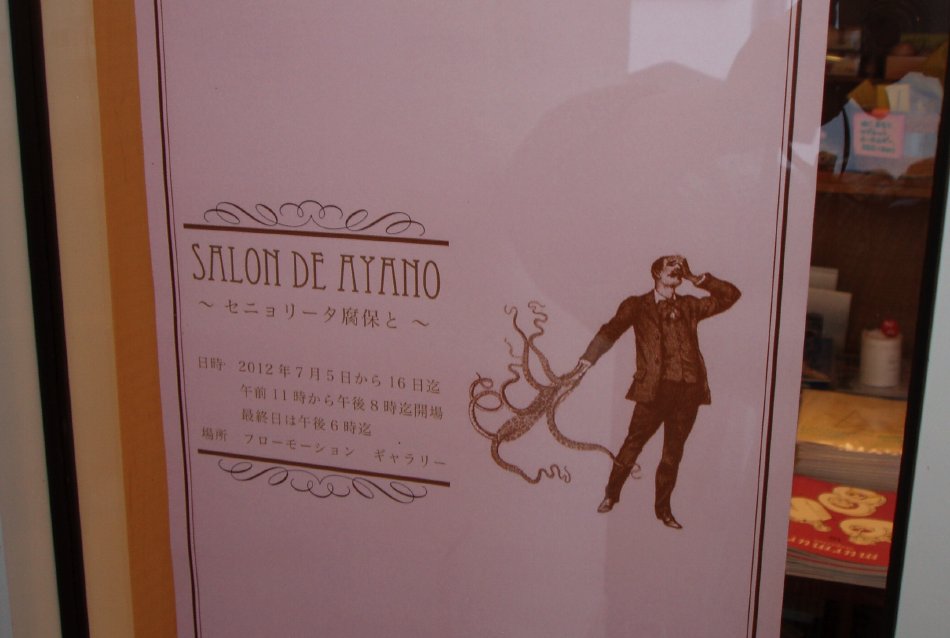 SALON DE AYANO
～ セニョリータ腐保と ～
日時 2012年7月5日から16日迄
午前11時から午後8時迄開場
最終日は午後6時迄
場所 フローモーション ギャラリー